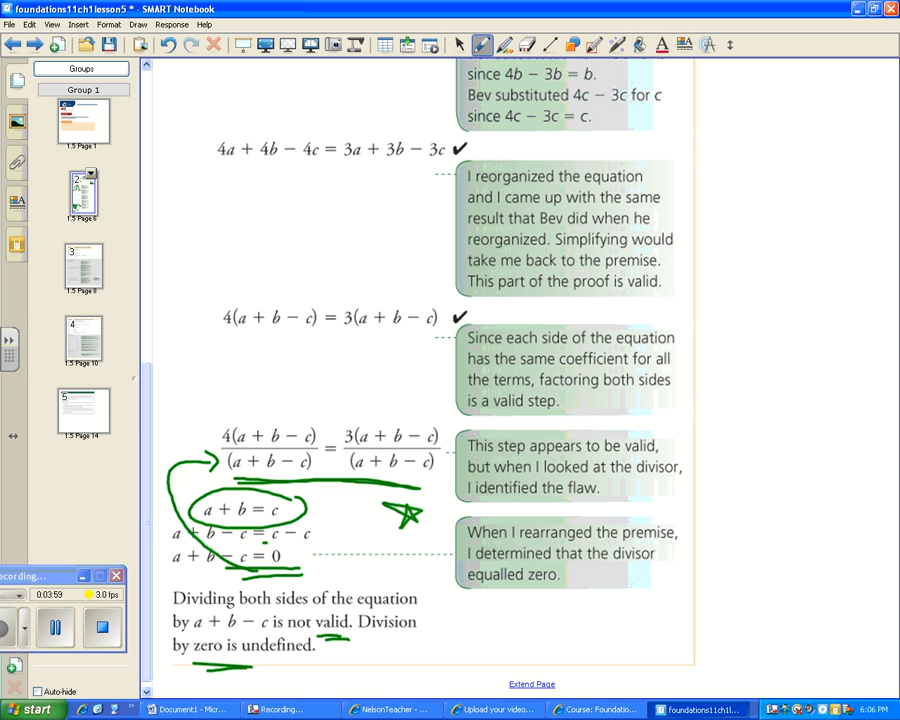 foundations11ch1lesson5 * - SMART Notebook
File Edit View Insert Format Draw Response Help
Groups
Group 1
1.5 Page 1
2
1.5 Page 6
3
1.5 Page 8
4
1.5 Page 10
5
1.5 Page 14
since 4b − 3b = b.
Bev substituted 4c − 3c for c
since 4c − 3c = c.
4a + 4b − 4c = 3a + 3b − 3c ✔
I reorganized the equation
and I came up with the same
result that Bev did when he
reorganized. Simplifying would
take me back to the premise.
This part of the proof is valid.
4(a + b − c) = 3(a + b − c) ✔
Since each side of the equation
has the same coefficient for all
the terms, factoring both sides
is a valid step.
4(a + b − c) 3(a + b − c)
=
(a + b − c) (a + b − c)
This step appears to be valid,
but when I looked at the divisor,
I identified the flaw.
a + b = c
a + b − c = c − c
a + b − c = 0
When I rearranged the premise,
I determined that the divisor
equalled zero.
Dividing both sides of the equation
by a + b − c is not valid. Division
by zero is undefined.
Extend Page
ecording...
0:03:59 3.0 fps
Auto-hide
start Document1 - Micr... Recording... NelsonTeacher - ... Upload your video... Course: Foundatio... foundations11ch1l... 6:06 PM